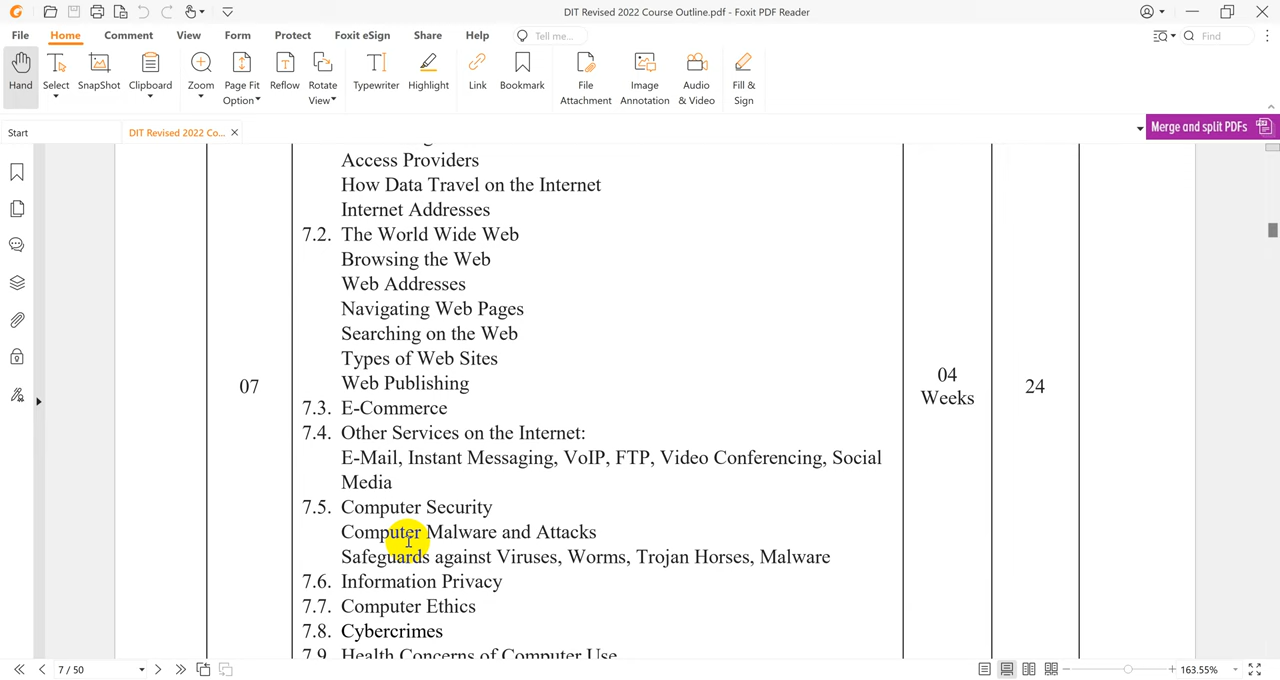 DIT Revised 2022 Course Outline.pdf - Foxit PDF Reader
File Home Comment View Form Protect Foxit eSign Share Help Tell me... Find
Hand Select SnapShot Clipboard Zoom Page Fit Option Reflow Rotate View Typewriter Highlight Link Bookmark File Attachment Image Annotation Audio & Video Fill & Sign
Start DIT Revised 2022 Co... Merge and split PDFs
Access Providers
How Data Travel on the Internet
Internet Addresses
7.2. The World Wide Web
Browsing the Web
Web Addresses
Navigating Web Pages
Searching on the Web
Types of Web Sites
Web Publishing
07
04
Weeks
24
7.3. E-Commerce
7.4. Other Services on the Internet:
E-Mail, Instant Messaging, VoIP, FTP, Video Conferencing, Social
Media
7.5. Computer Security
Computer Malware and Attacks
Safeguards against Viruses, Worms, Trojan Horses, Malware
7.6. Information Privacy
7.7. Computer Ethics
7.8. Cybercrimes
7.9. Health Concerns of Computer Use
7 / 50 163.55%